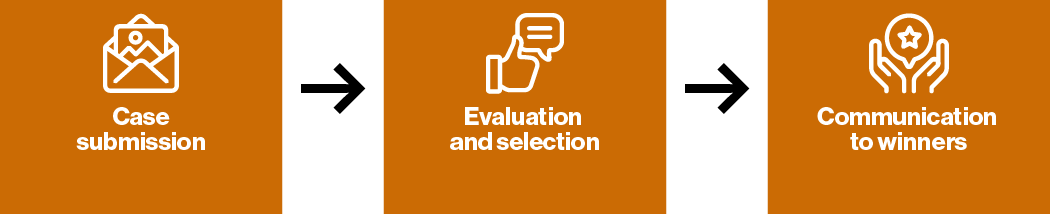 Case
submission
Evaluation
and selection
Communication
to winners